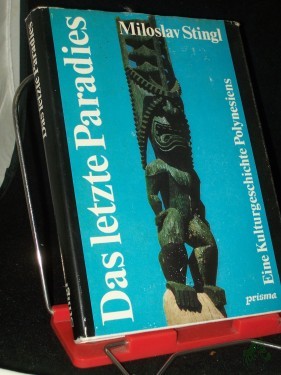 Miloslav Stingl
Das letzte Paradies
Eine Kulturgeschichte Polynesiens
prisma
Das letzte Paradies